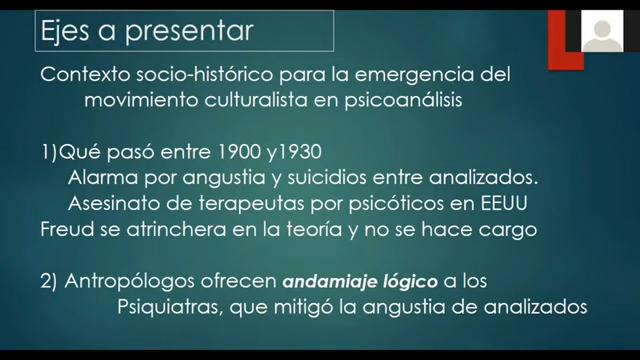 Ejes a presentar
Contexto socio-histórico para la emergencia del
movimiento culturalista en psicoanálisis
1)Qué pasó entre 1900 y1930
Alarma por angustia y suicidios entre analizados.
Asesinato de terapeutas por psicóticos en EEUU
Freud se atrinchera en la teoría y no se hace cargo
2) Antropólogos ofrecen andamiaje lógico a los
Psiquiatras, que mitigó la angustia de analizados